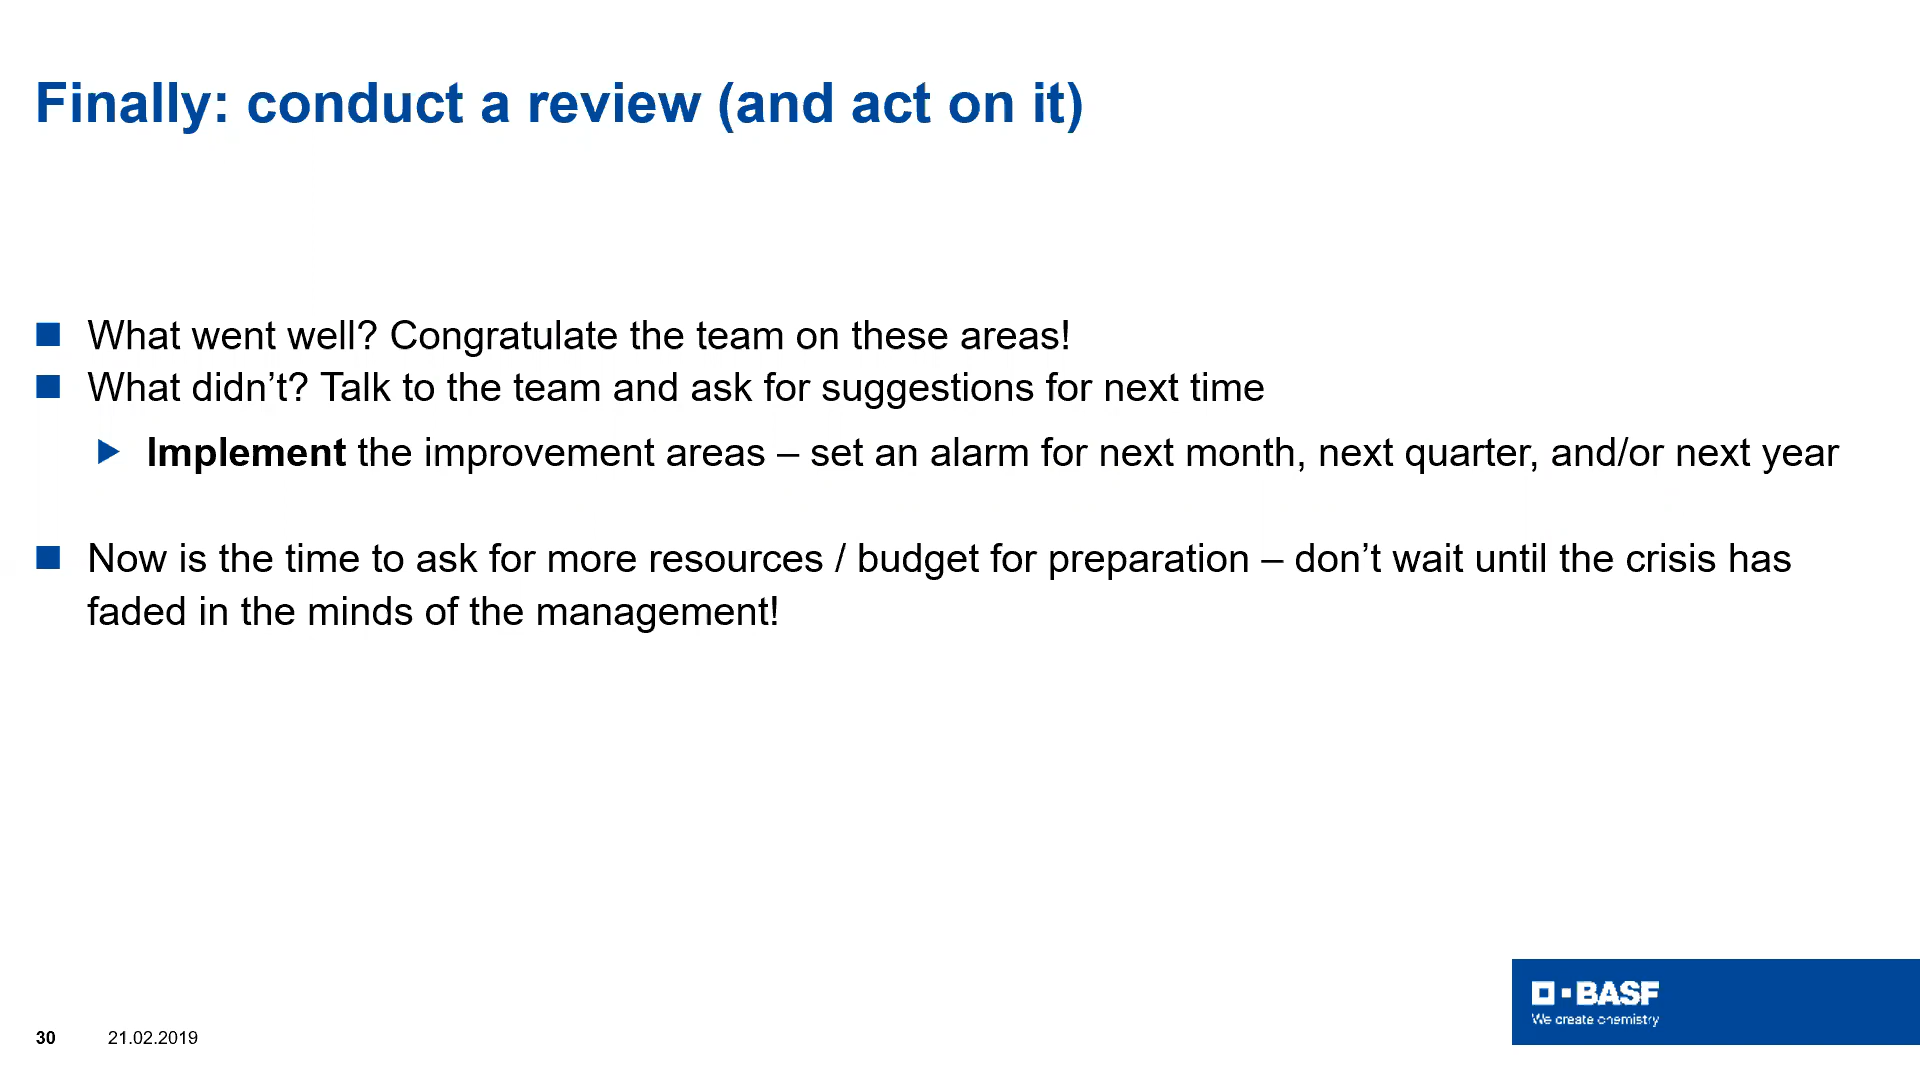 Finally: conduct a review (and act on it)
What went well? Congratulate the team on these areas!
What didn’t? Talk to the team and ask for suggestions for next time
Implement the improvement areas – set an alarm for next month, next quarter, and/or next year
Now is the time to ask for more resources / budget for preparation – don’t wait until the crisis has
faded in the minds of the management!
BASF
We create chemistry
30 21.02.2019